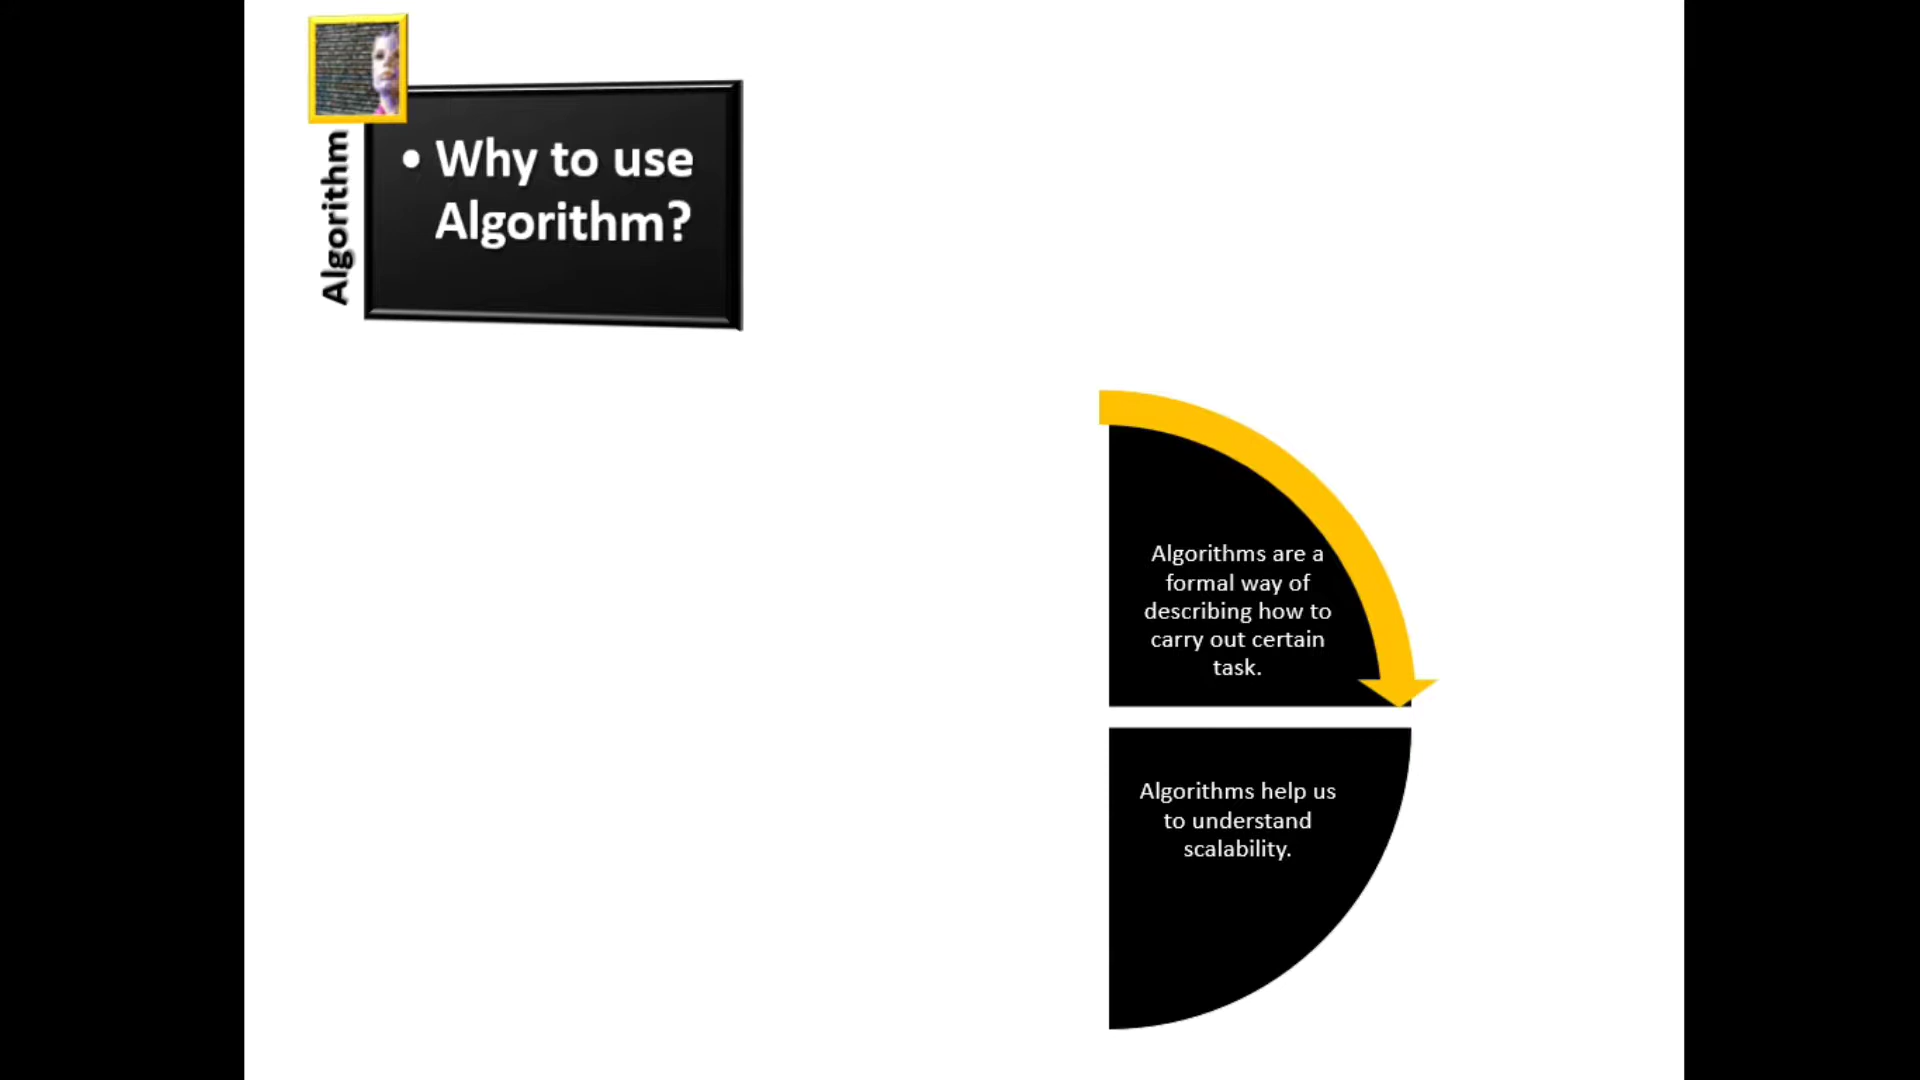 Algorithm
• Why to use
Algorithm?
Algorithms are a
formal way of
describing how to
carry out certain
task.
Algorithms help us
to understand
scalability.